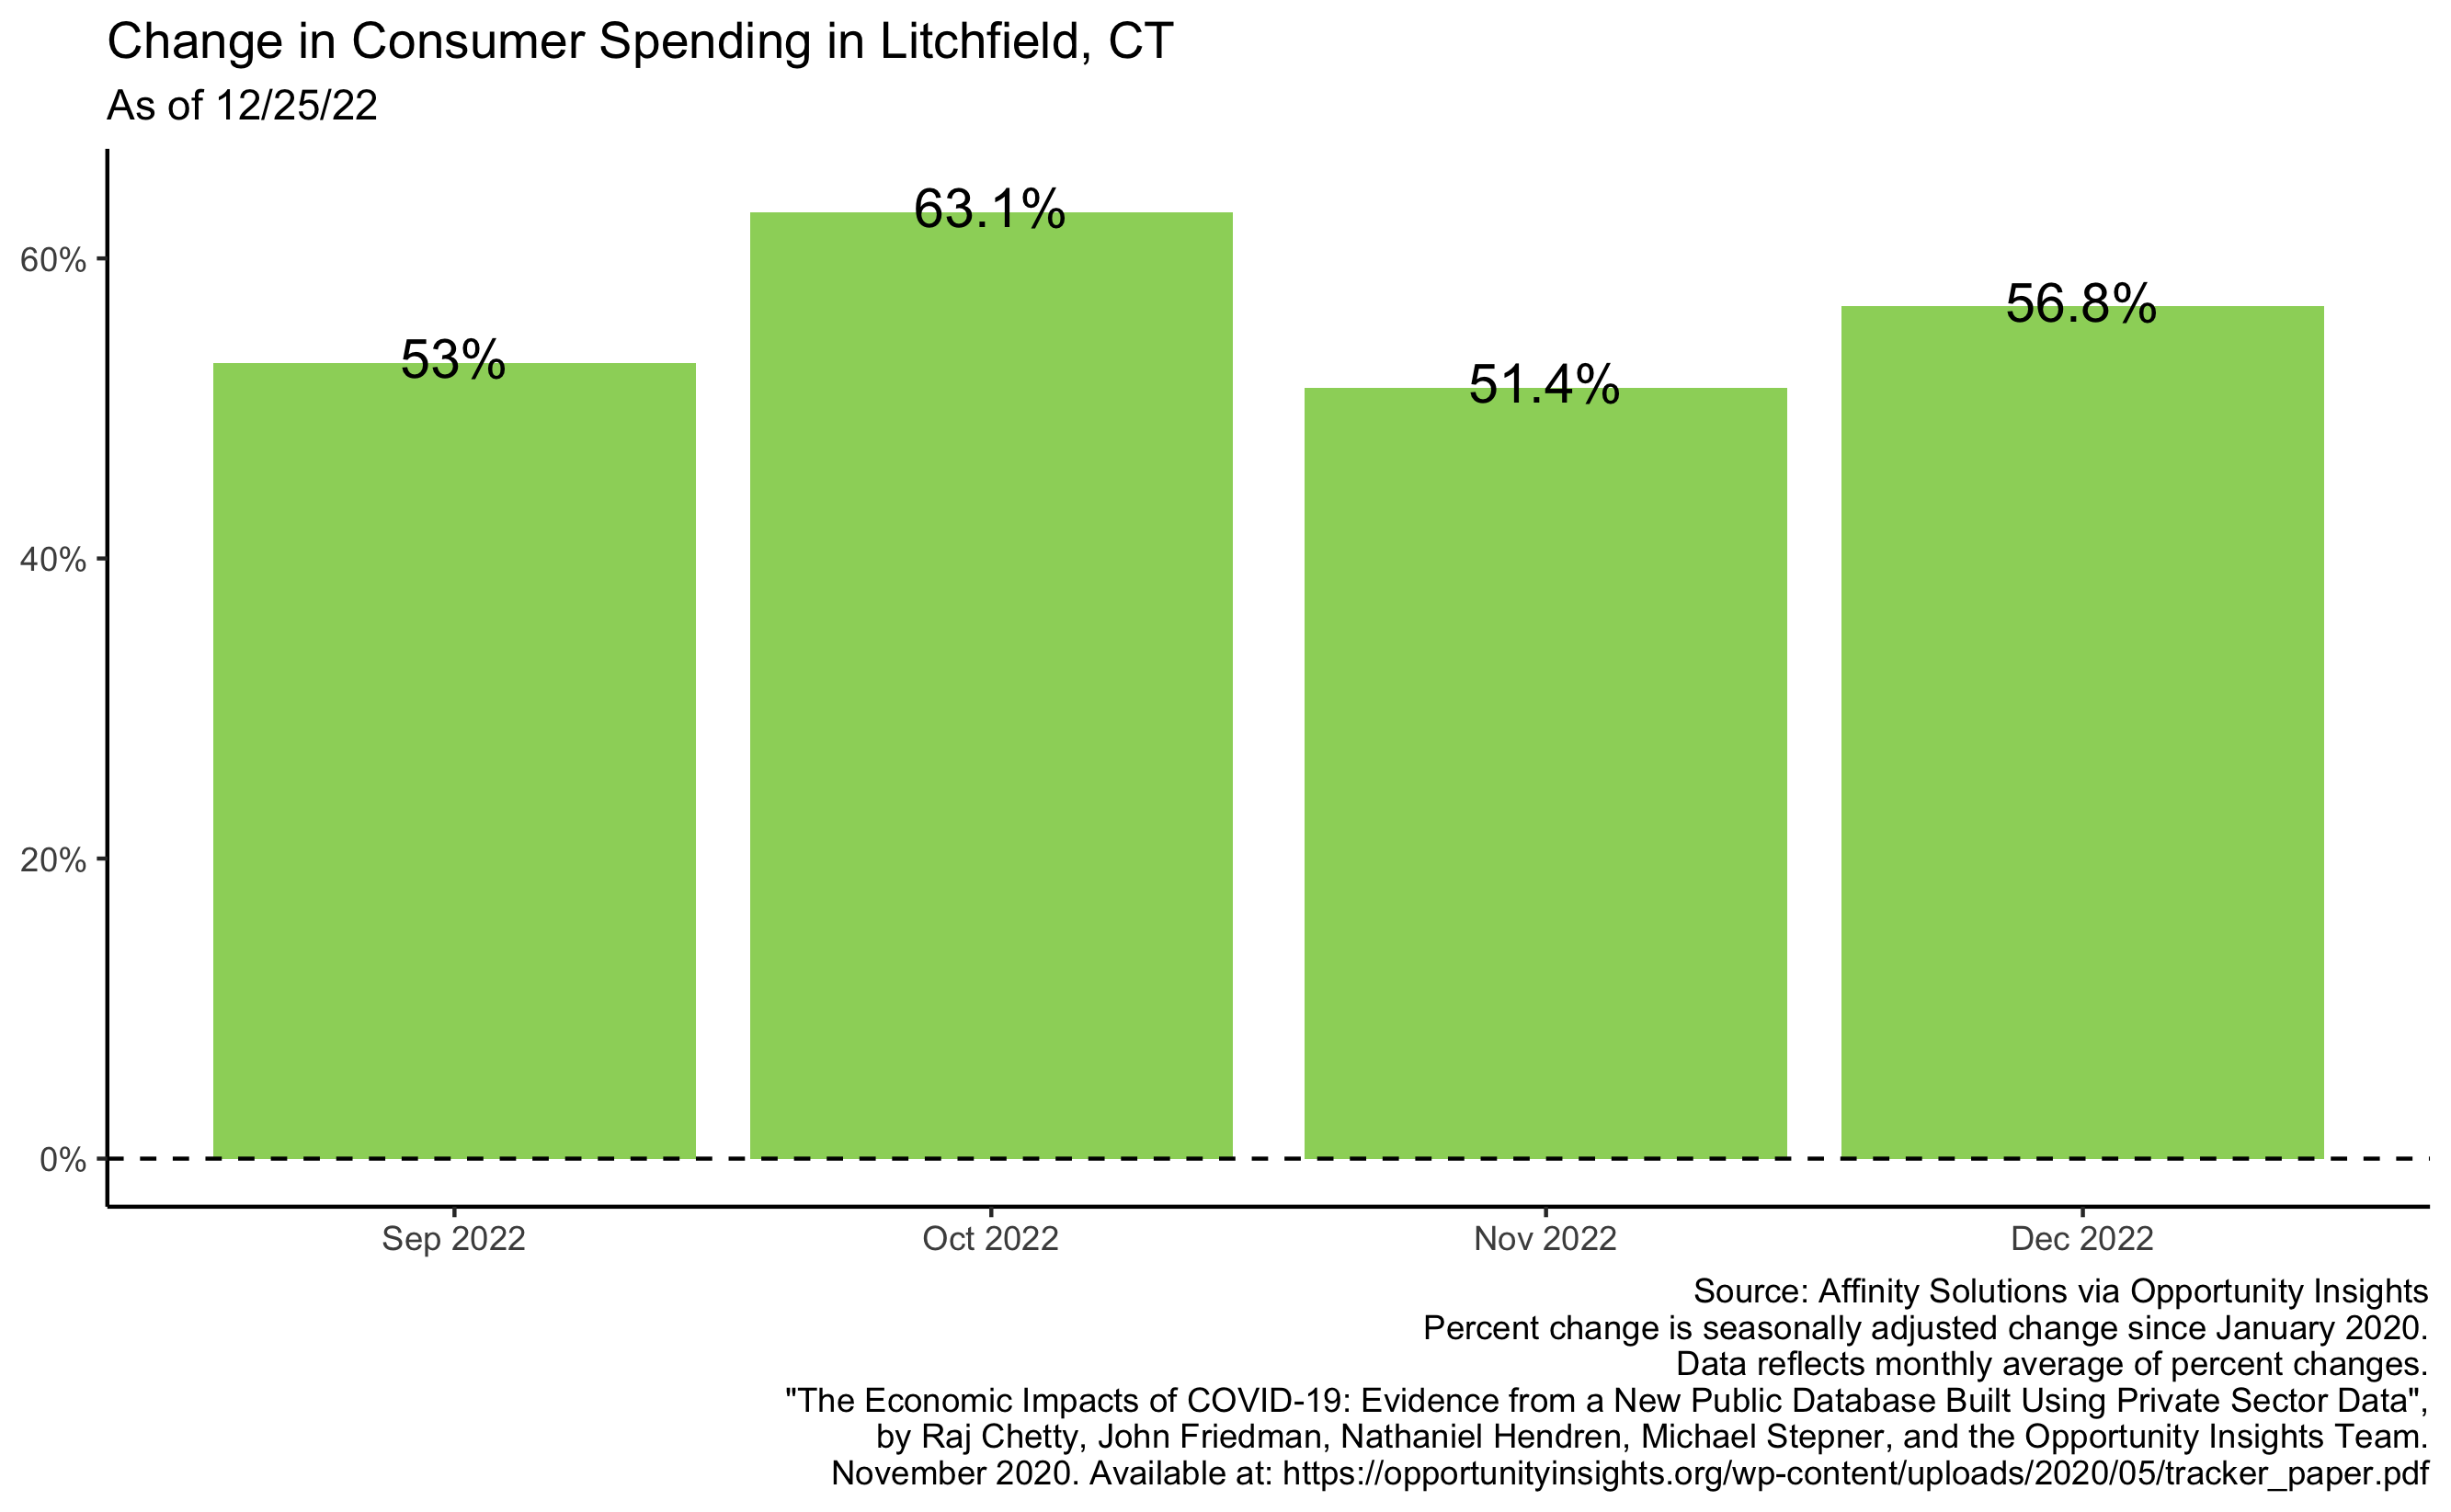 Change in Consumer Spending in Litchfield, CT
As of 12/25/22
63.1%
60%
56.8%
53%
51.4%
40%
20%
0%
Sep 2022 Oct 2022 Nov 2022 Dec 2022
Source: Affinity Solutions via Opportunity Insights
Percent change is seasonally adjusted change since January 2020.
Data reflects monthly average of percent changes.
"The Economic Impacts of COVID-19: Evidence from a New Public Database Built Using Private Sector Data",
by Raj Chetty, John Friedman, Nathaniel Hendren, Michael Stepner, and the Opportunity Insights Team.
November 2020. Available at: https://opportunityinsights.org/wp-content/uploads/2020/05/tracker_paper.pdf